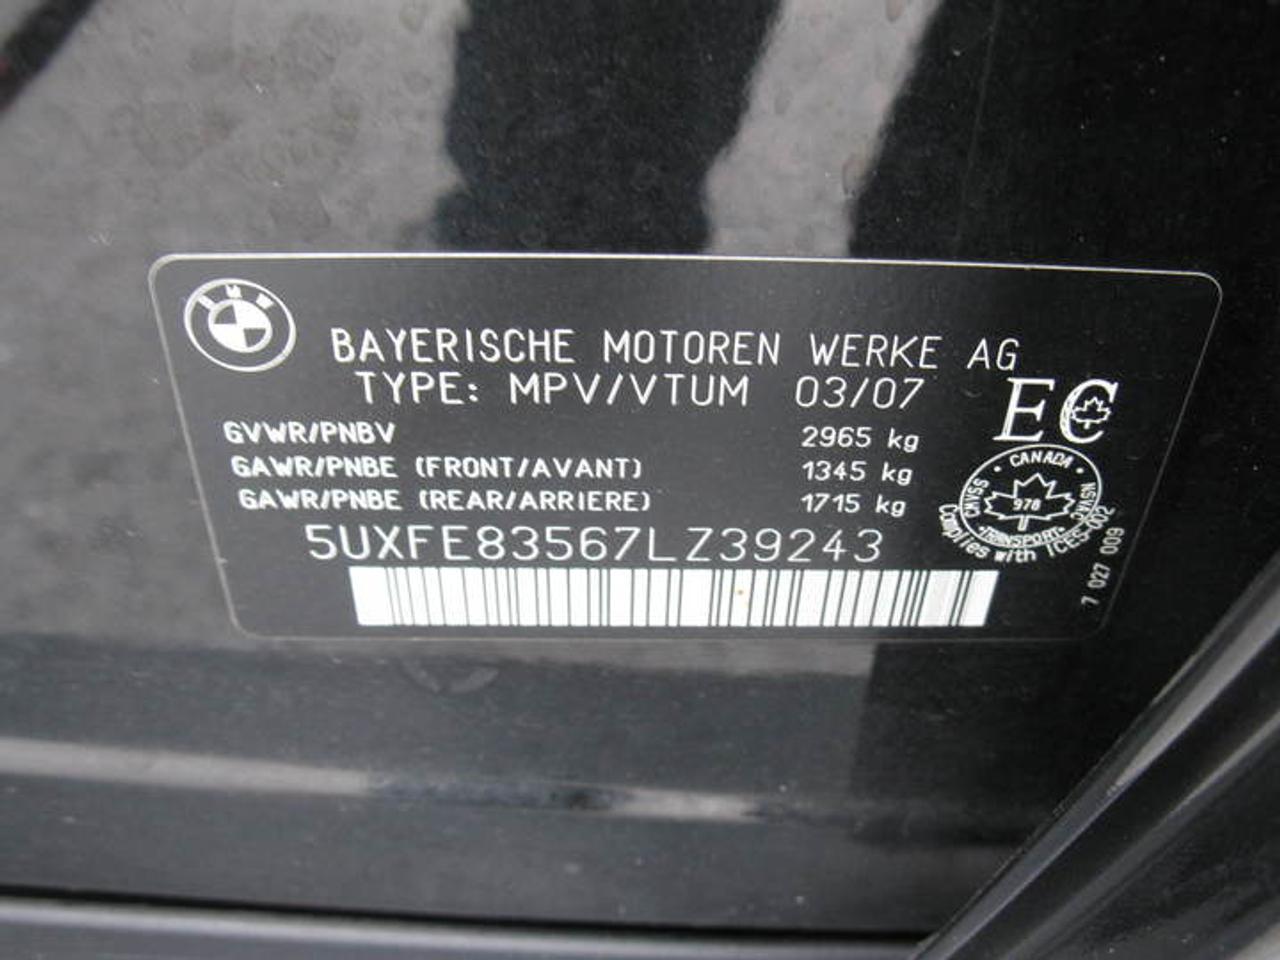 BMW
BAYERISCHE MOTOREN WERKE AG
TYPE: MPV/VTUM 03/07
EC
GVWR/PNBV 2965 kg
GAWR/PNBE (FRONT/AVANT) 1345 kg
GAWR/PNBE (REAR/ARRIERE) 1715 kg
5UXFE83567LZ39243
· CANADA ·
CMVSS
NSVAC
978
·TRANSPORT·
Complies with ICES-002
7 027 009